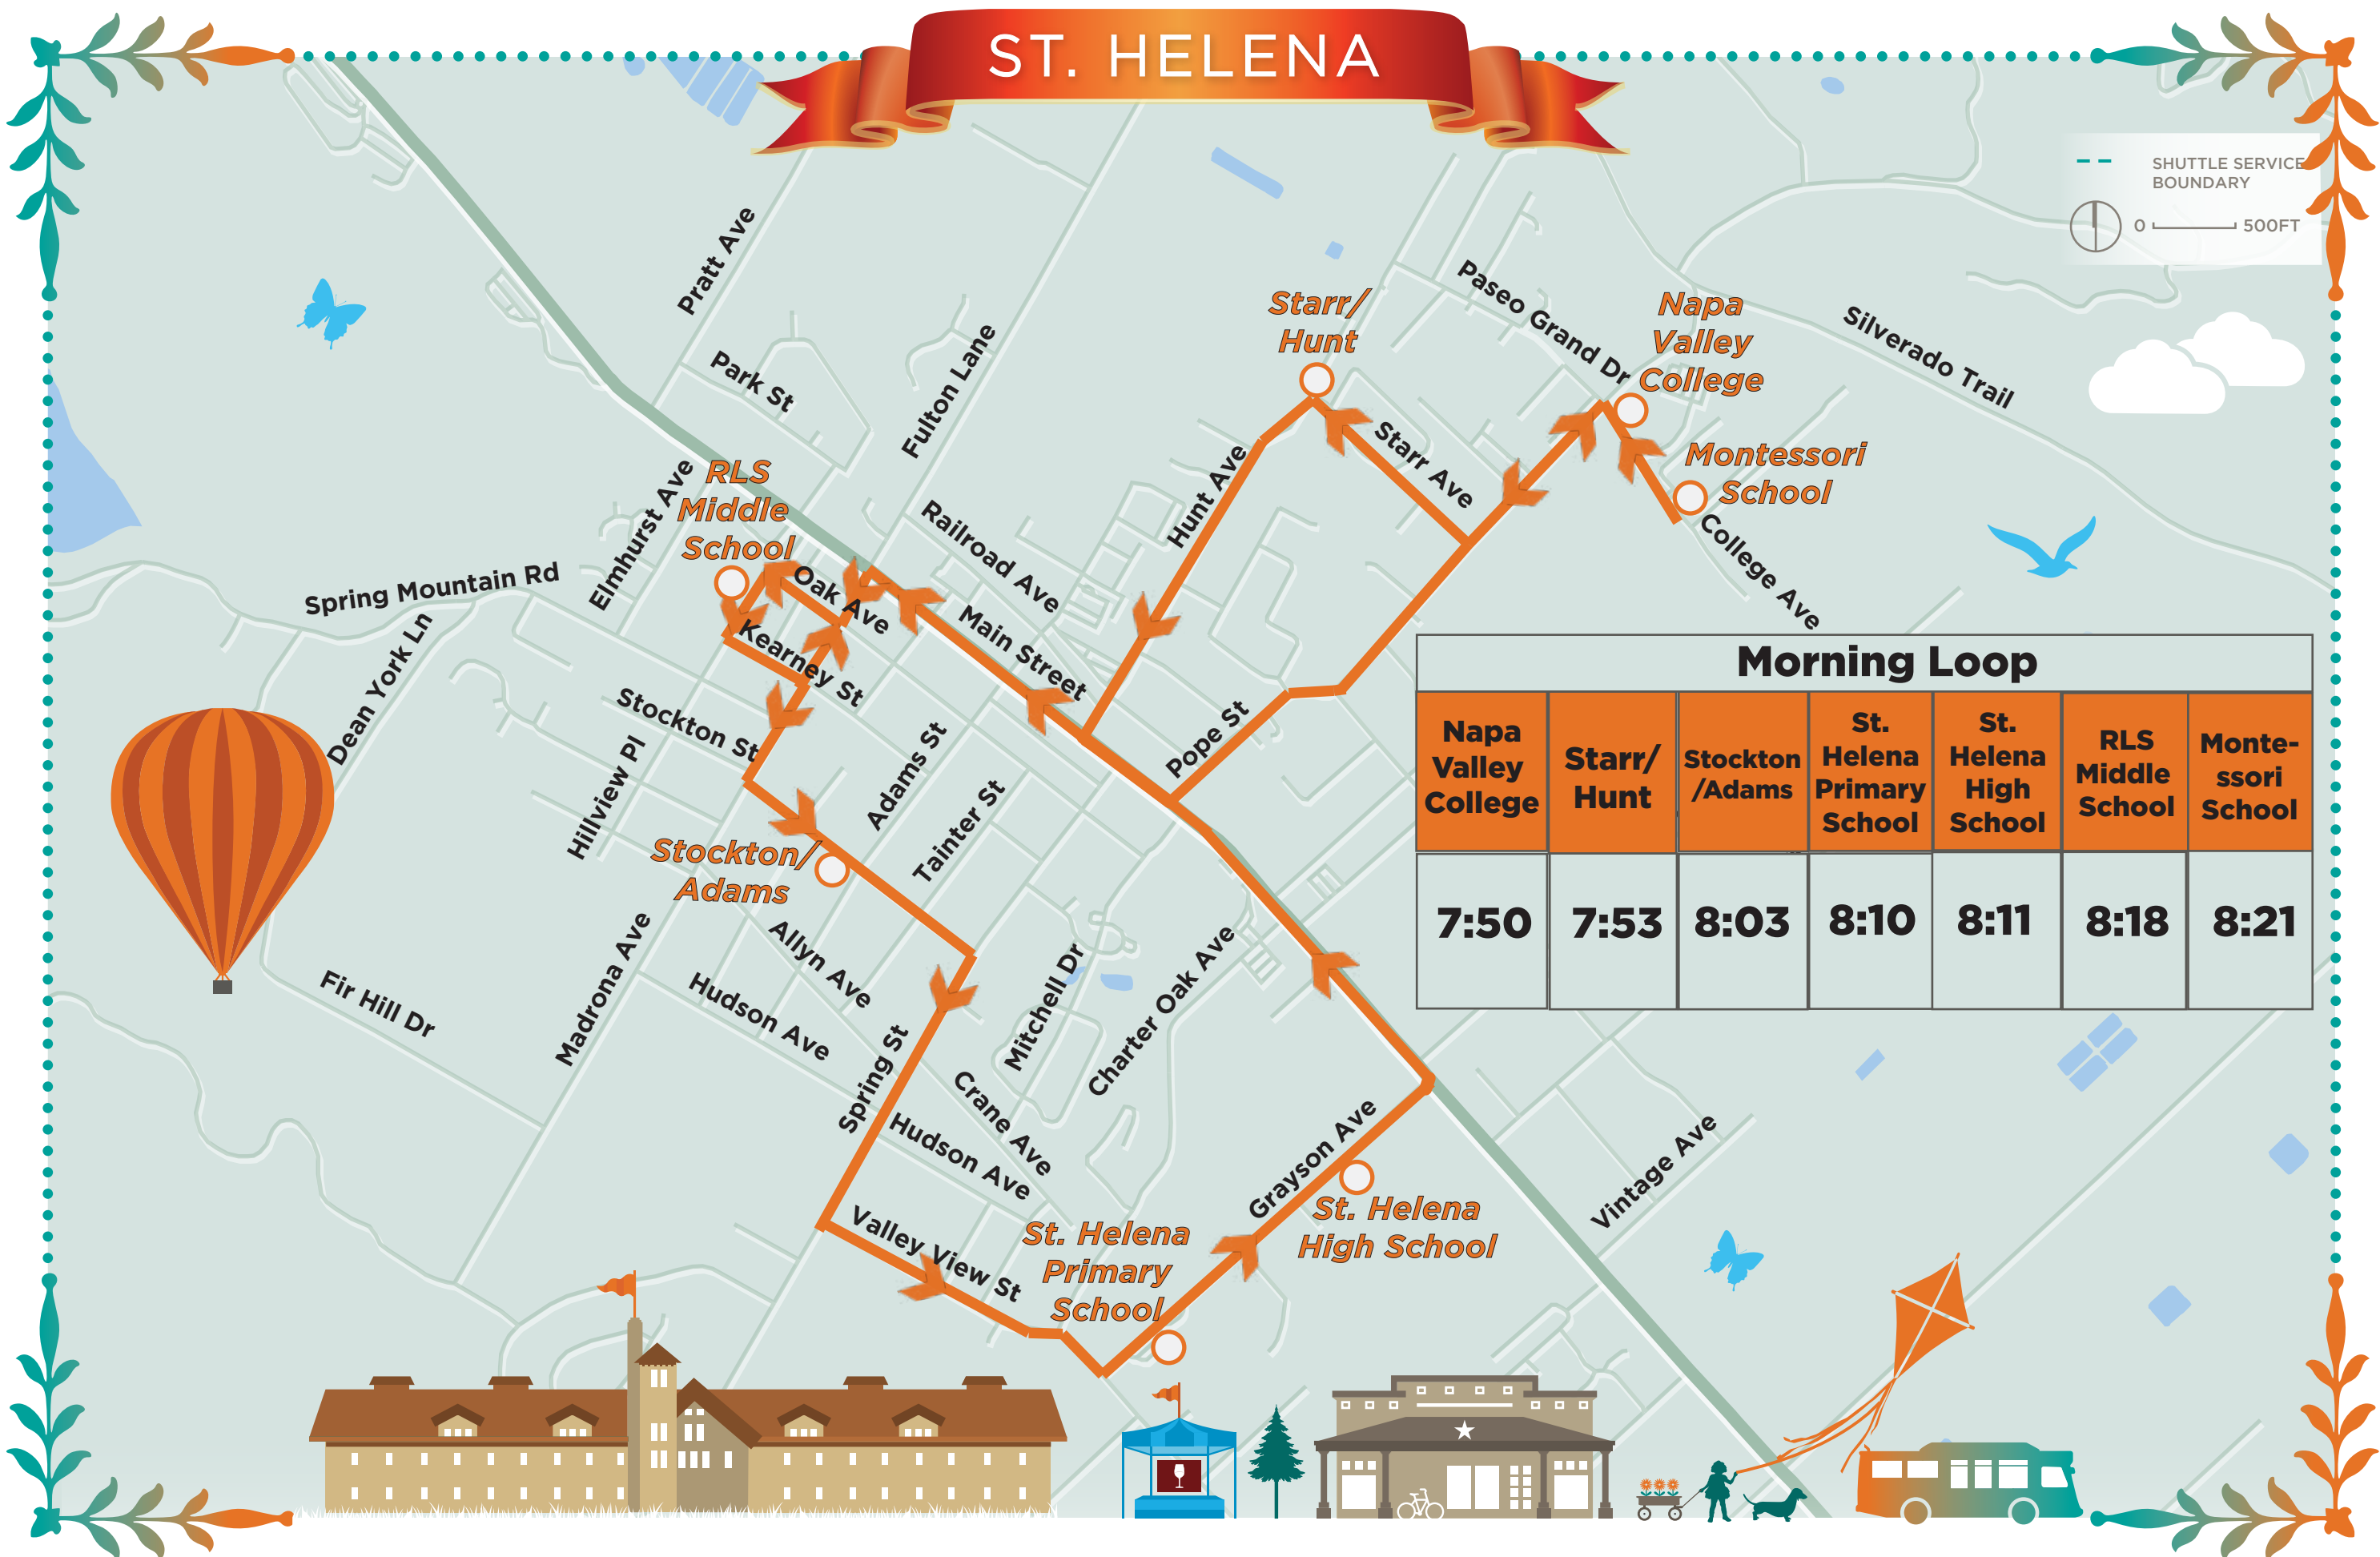 ST. HELENA
SHUTTLE SERVICE
BOUNDARY
0
500FT
Pratt Ave
Park St
Fulton Lane
Starr/
Hunt
Paseo Grand Dr
Napa
Valley
College
Silverado Trail
Montessori
School
College Ave
Starr Ave
Hunt Ave
RLS
Middle
School
Elmhurst Ave
Railroad Ave
Spring Mountain Rd
Oak Ave
Main Street
Kearney St
Dean York Ln
Stockton St
Hillview Pl
Adams St
Tainter St
Pope St
Stockton/
Adams
Allyn Ave
Madrona Ave
Hudson Ave
Fir Hill Dr
Mitchell Dr
Charter Oak Ave
Spring St
Crane Ave
Hudson Ave
Grayson Ave
Vintage Ave
Valley View St
St. Helena
Primary
School
St. Helena
High School
Morning Loop
Napa
Valley
College
Starr/
Hunt
Stockton
/Adams
St.
Helena
Primary
School
St.
Helena
High
School
RLS
Middle
School
Monte-
ssori
School
7:50
7:53
8:03
8:10
8:11
8:18
8:21